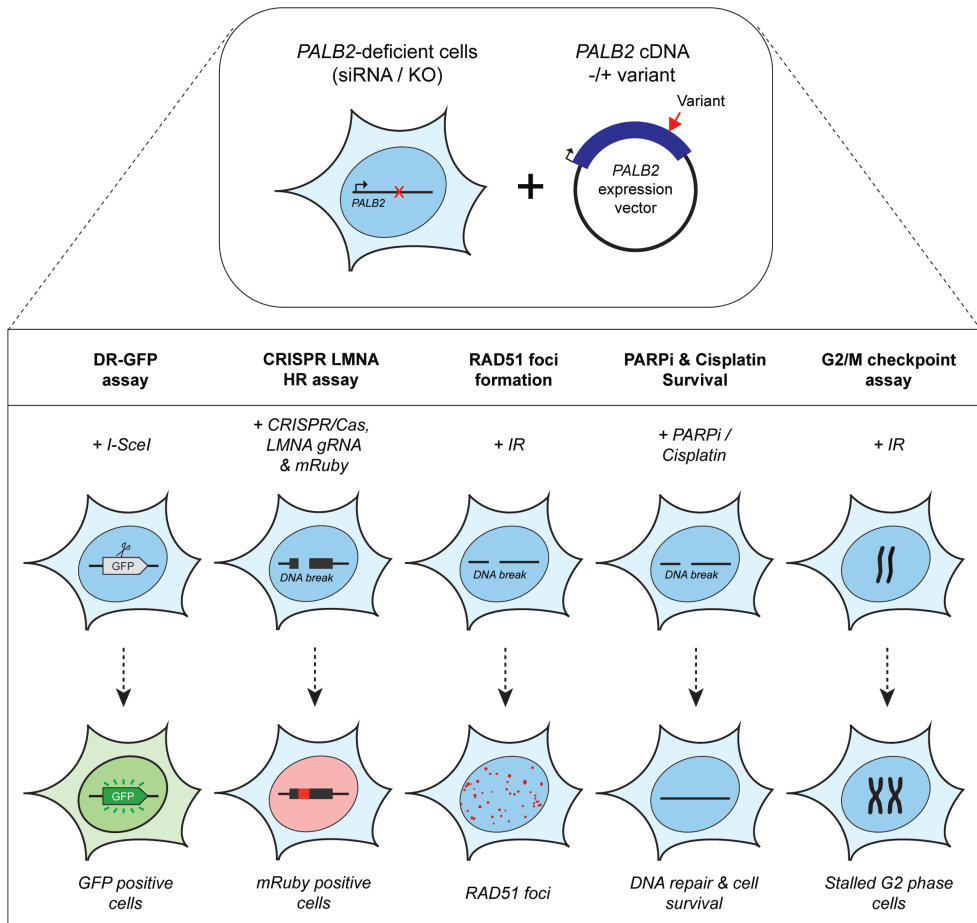 PALB2-deficient cells
(siRNA / KO)
PALB2 cDNA
-/+ variant
Variant
PALB2
PALB2
expression
vector
+
DR-GFP
assay
CRISPR LMNA
HR assay
RAD51 foci
formation
PARPi & Cisplatin
Survival
G2/M checkpoint
assay
+ I-SceI
+ CRISPR/Cas,
LMNA gRNA
& mRuby
+ IR
+ PARPi /
Cisplatin
+ IR
GFP
DNA break
DNA break
DNA break
GFP
GFP positive
cells
mRuby positive
cells
RAD51 foci
DNA repair & cell
survival
Stalled G2 phase
cells